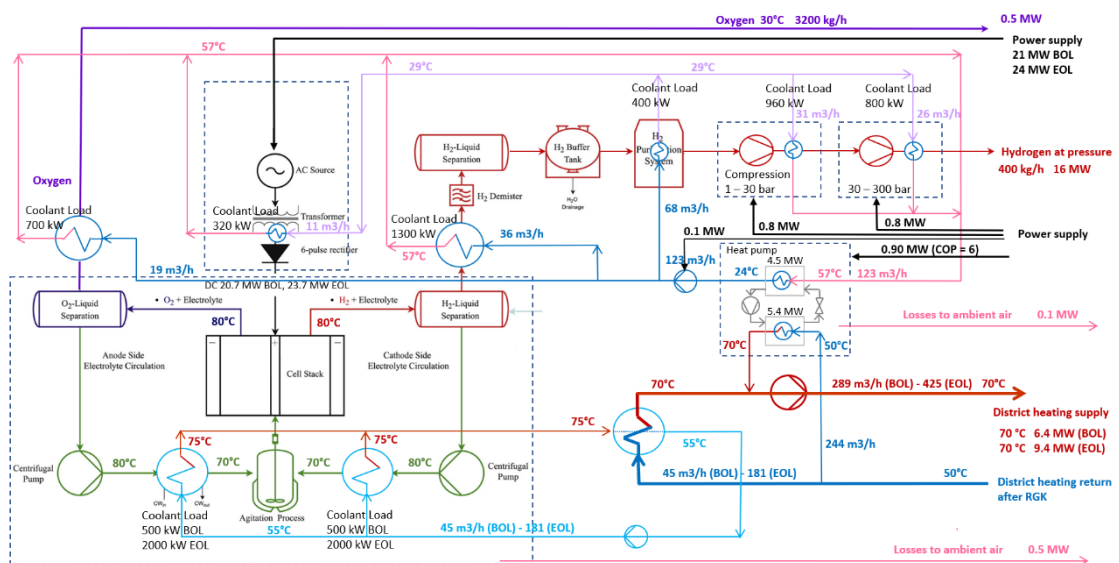 Oxygen 30°C 3200 kg/h
0.5 MW
Power supply
21 MW BOL
24 MW EOL
57°C
29°C
29°C
Coolant Load
400 kW
Coolant Load
960 kW
Coolant Load
800 kW
31 m3/h
26 m3/h
H₂-Liquid
Separation
H₂ Buffer
Tank
H₂
System
Hydrogen at pressure
400 kg/h 16 MW
Compression
1 – 30 bar
30 – 300 bar
Oxygen
AC Source
H₂O
Drainage
H₂ Demister
Coolant Load
700 kW
Coolant Load
320 kW
Transformer
11 m3/h
6-pulse rectifier
Coolant Load
1300 kW
36 m3/h
57°C
68 m3/h
0.1 MW
0.8 MW
0.8 MW
Power supply
0.90 MW (COP = 6)
19 m3/h
123 m3/h
Heat pump
4.5 MW
24°C
57°C
123 m3/h
DC 20.7 MW BOL, 23.7 MW EOL
O₂-Liquid
Separation
• O₂ + Electrolyte
• H₂ + Electrolyte
H₂-Liquid
Separation
80°C
80°C
5.4 MW
70°C
50°C
Losses to ambient air 0.1 MW
Anode Side
Electrolyte Circulation
Cell Stack
Cathode Side
Electrolyte Circulation
− + −
70°C
289 m3/h (BOL) - 425 (EOL) 70°C
District heating supply
70 °C 6.4 MW (BOL)
70 °C 9.4 MW (EOL)
75°C
75°C
75°C
55°C
244 m3/h
Centrifugal
Pump
80°C
70°C
70°C
80°C
Centrifugal
Pump
45 m3/h (BOL) - 181 (EOL)
50°C
District heating return
after RGK
CWin
CWout
Agitation Process
Coolant Load
500 kW BOL
2000 kW EOL
55°C
Coolant Load
500 kW BOL
2000 kW EOL
45 m3/h (BOL) - 181 (EOL)
Losses to ambient air 0.5 MW